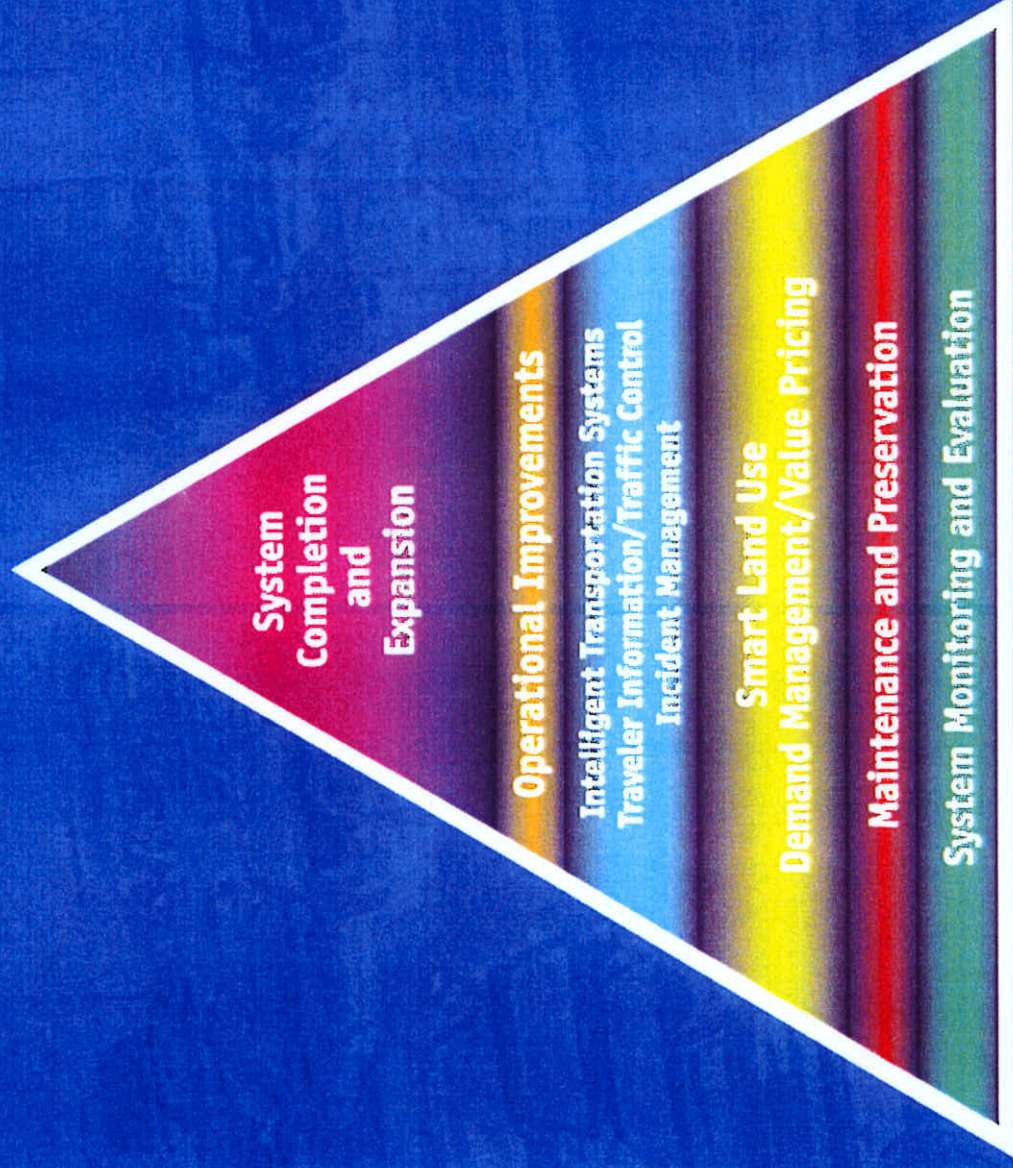 System
Completion
and
Expansion
Operational Improvements
Intelligent Transportation Systems
Traveler Information/Traffic Control
Incident Management
Smart Land Use
Demand Management/Value Pricing
Maintenance and Preservation
System Monitoring and Evaluation